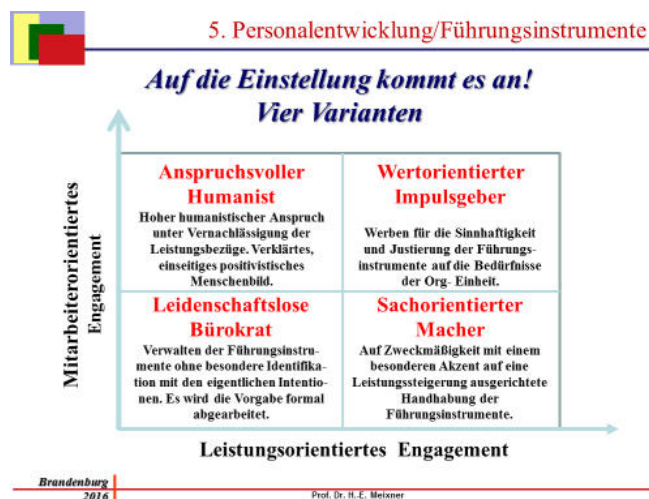 5. Personalentwicklung/Führungsinstrumente
Auf die Einstellung kommt es an!
Vier Varianten
Mitarbeiterorientiertes
Engagement
Anspruchsvoller
Humanist
Hoher humanistischer Anspruch
unter Vernachlässigung der
Leistungsbezüge. Verklärtes,
einseitiges positivistisches
Menschenbild.
Wertorientierter
Impulsgeber
Werben für die Sinnhaftigkeit
und Justierung der Führungs-
instrumente auf die Bedürfnisse
der Org- Einheit.
Leidenschaftslose
Bürokrat
Verwalten der Führungsinstru-
mente ohne besondere Identifika-
tion mit den eigentlichen Intentio-
nen. Es wird die Vorgabe formal
abgearbeitet.
Sachorientierter
Macher
Auf Zweckmäßigkeit mit einem
besonderen Akzent auf eine
Leistungssteigerung ausgerichtete
Handhabung der
Führungsinstrumente.
Leistungsorientiertes Engagement
Brandenburg
2016
Prof. Dr. H.-E. Meixner